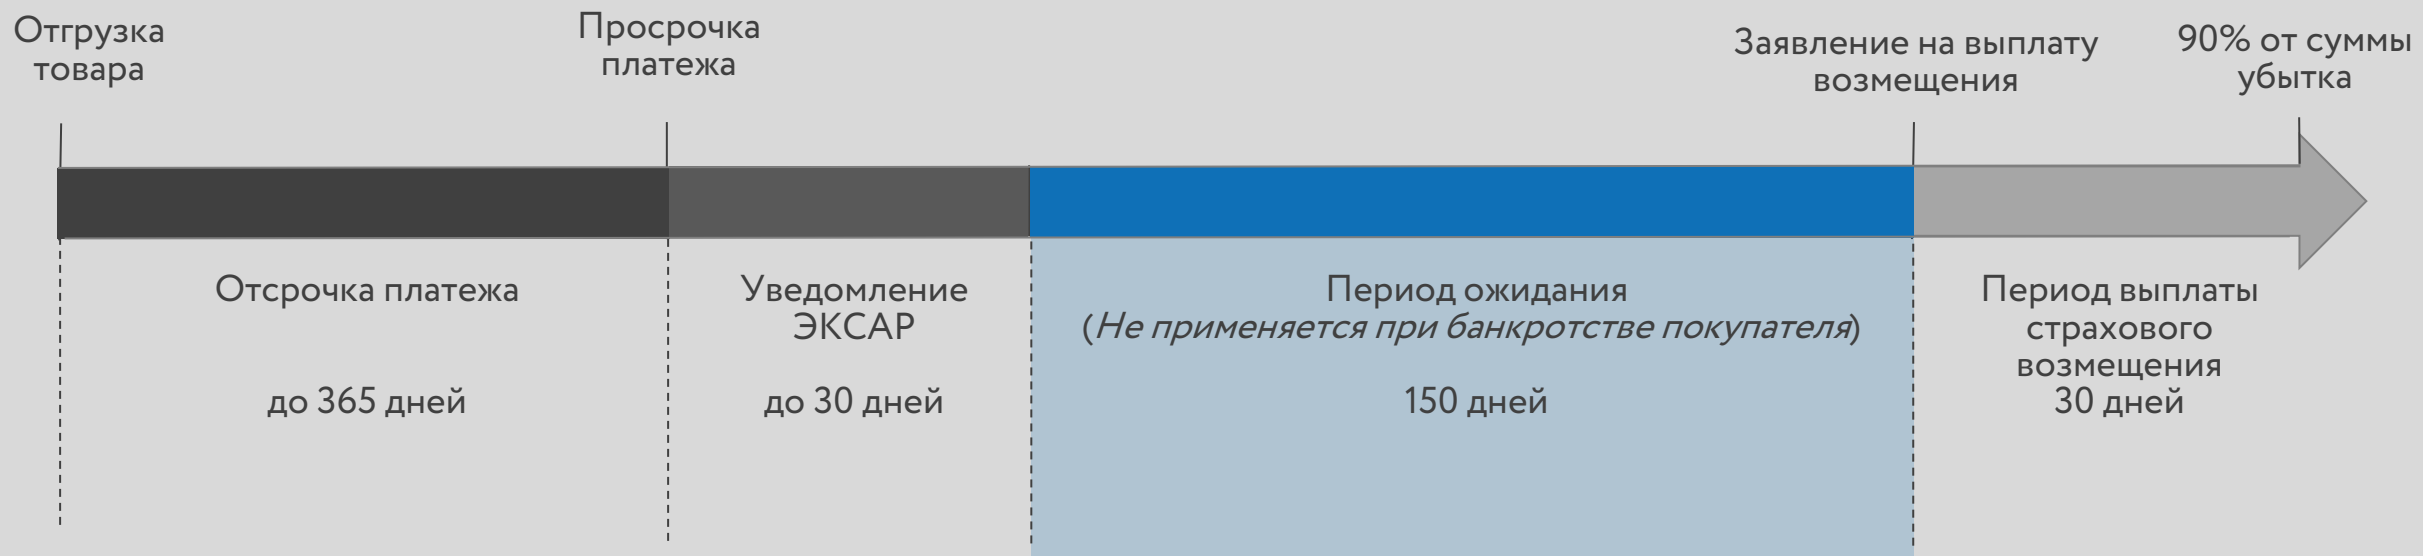 Отгрузка
товара
Просрочка
платежа
Заявление на выплату
возмещения
90% от суммы
убытка
Отсрочка платежа
до 365 дней
Уведомление
ЭКСАР
до 30 дней
Период ожидания
(Не применяется при банкротстве покупателя)
150 дней
Период выплаты
страхового
возмещения
30 дней